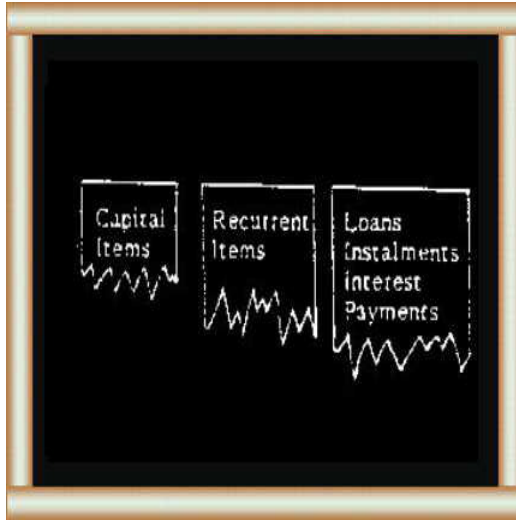 Capital
Items
Recurrent
Items
Loans
Instalments
Interest
Payments